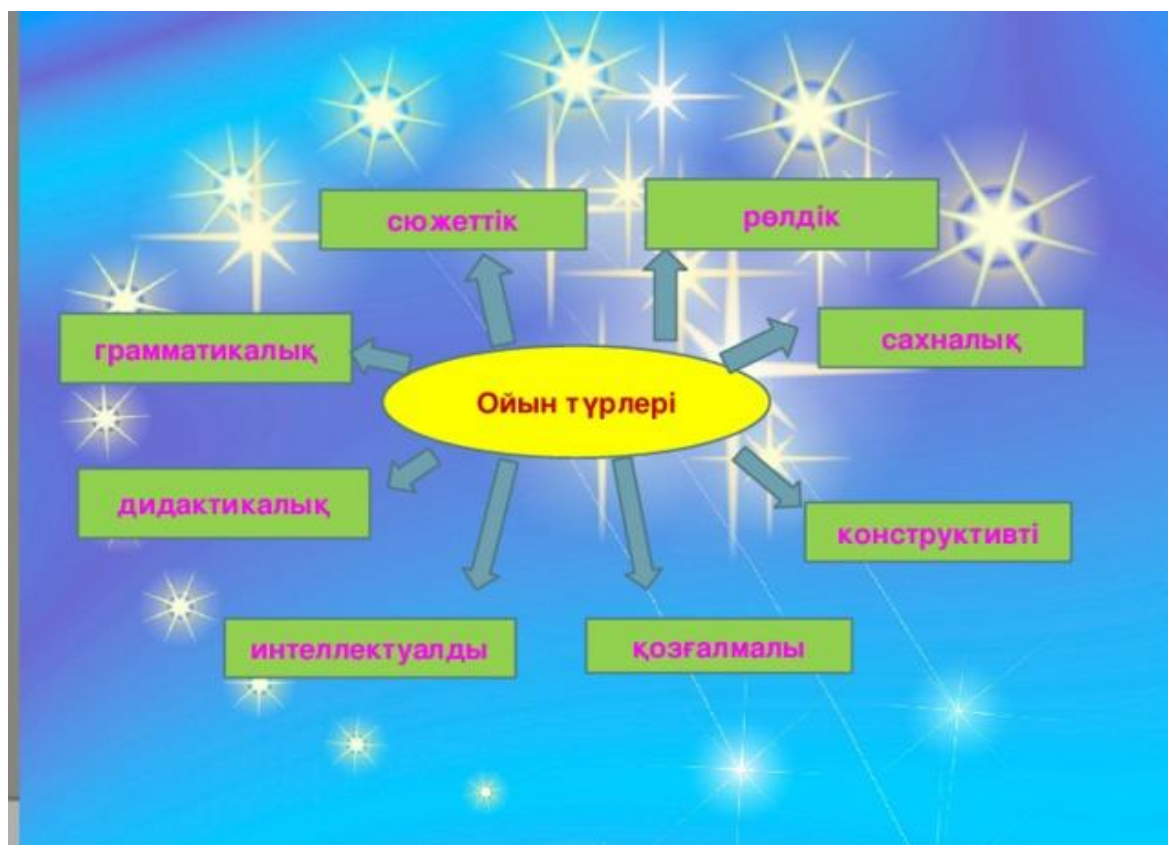 сюжеттік
рөлдік
грамматикалық
сахналық
Ойын түрлері
дидактикалық
конструктивті
интеллектуалды
қозғалмалы